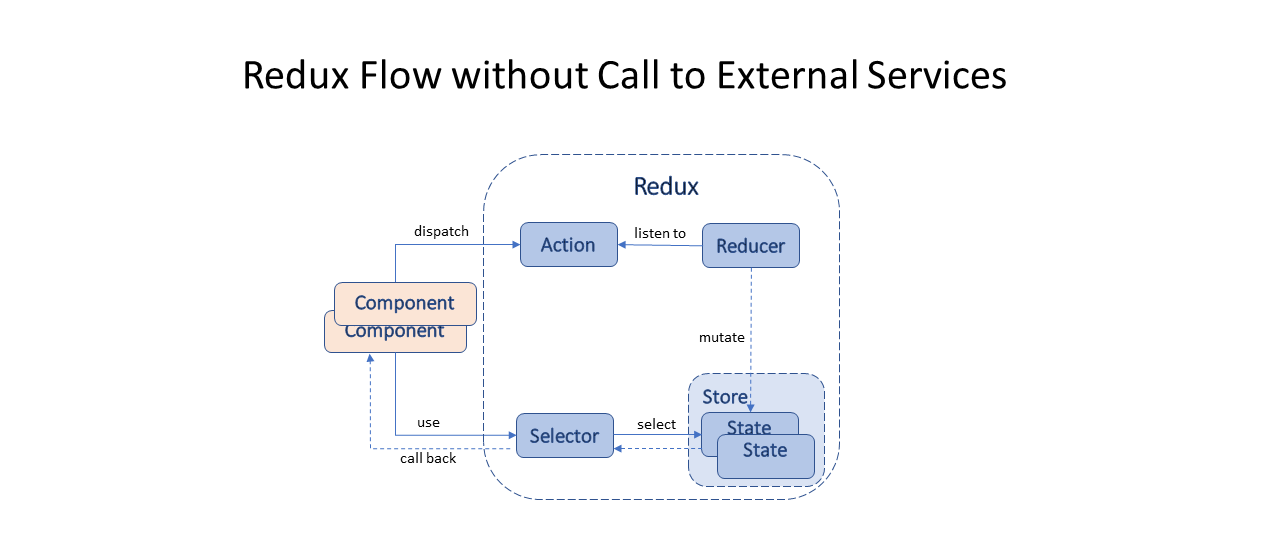 Redux Flow without Call to External Services
Redux
dispatch
Action
listen to
Reducer
Component
Component
mutate
Store
use
Selector
select
State
State
call back